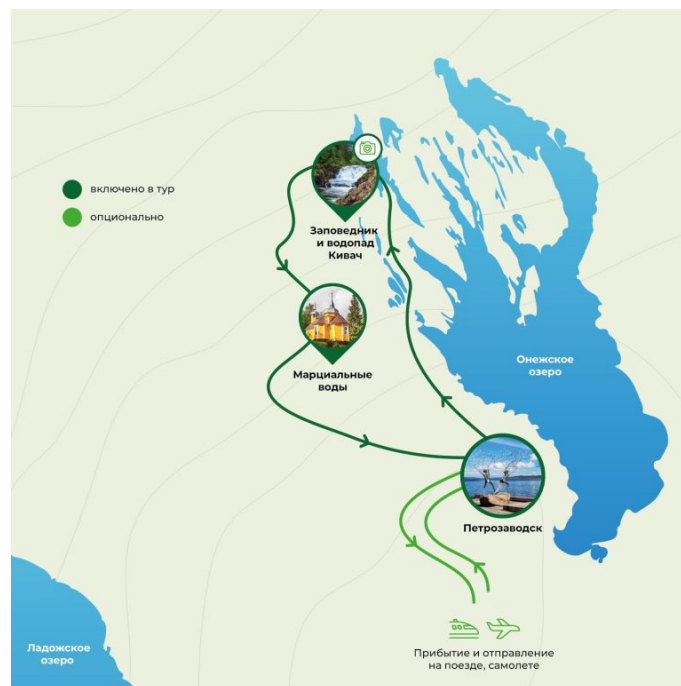 включено в тур
опционально
Заповедник
и водопад
Кивач
Марциальные
воды
Онежское
озеро
Петрозаводск
Ладожское
озеро
Прибытие и отправление
на поезде, самолете